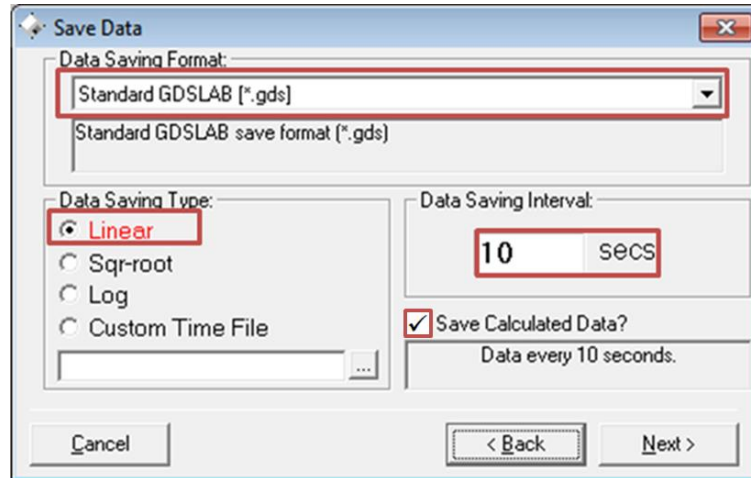 Save Data
Data Saving Format:
Standard GDSLAB [*.gds]
Standard GDSLAB save format (*.gds)
Data Saving Type:
Linear
Sqr-root
Log
Custom Time File
...
Data Saving Interval:
10 secs
Save Calculated Data?
Data every 10 seconds.
Cancel
< Back
Next >